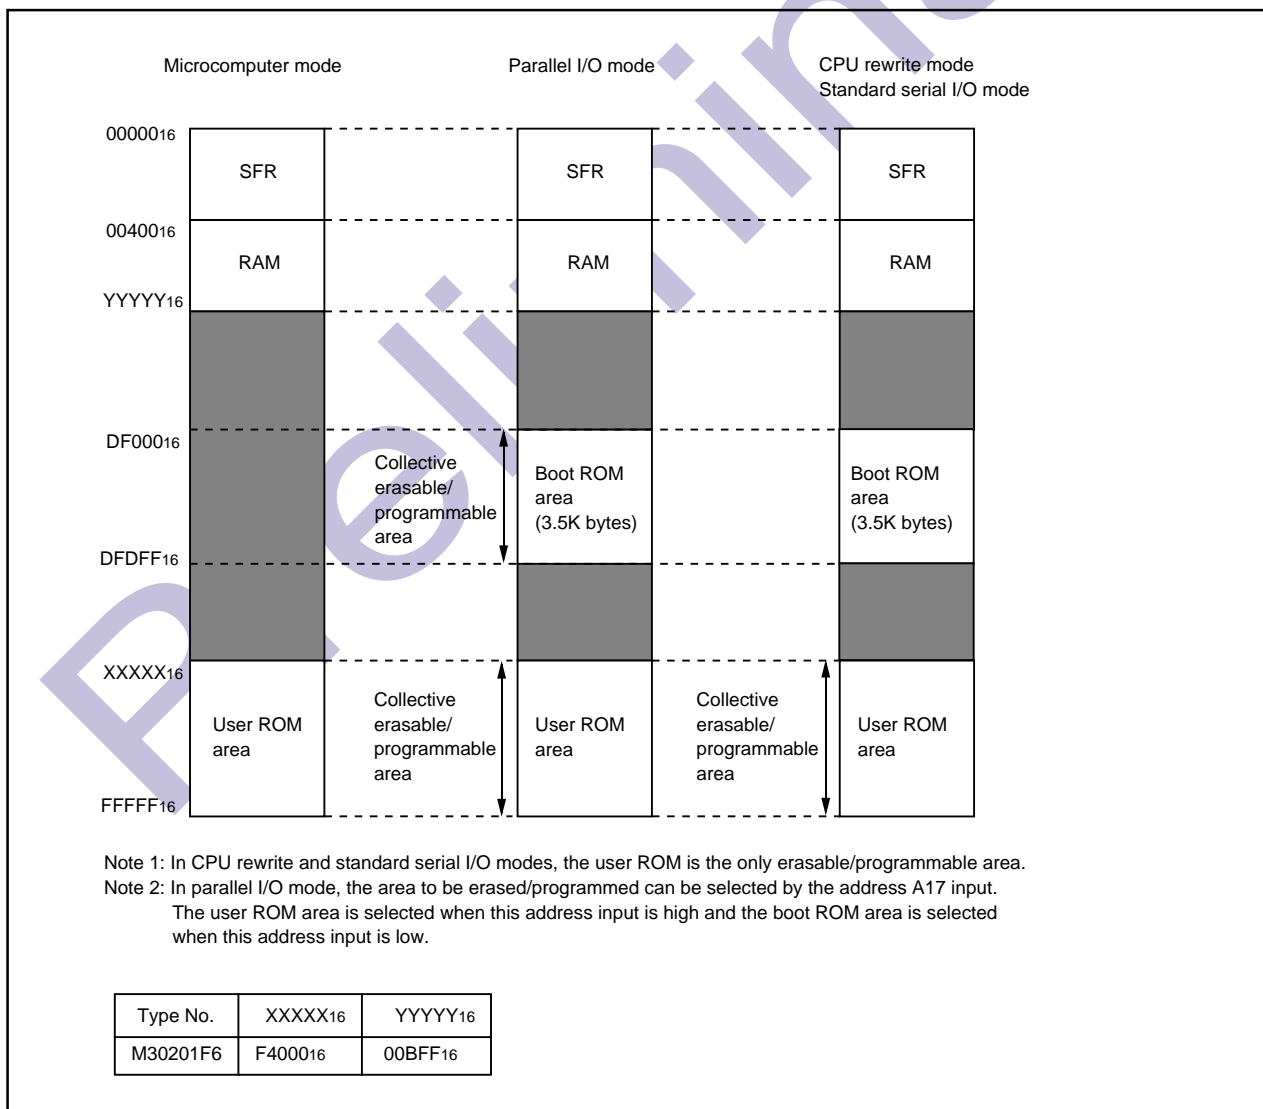 Preliminary
Microcomputer mode
Parallel I/O mode
CPU rewrite mode
Standard serial I/O mode
0000016
SFR
SFR
SFR
0040016
RAM
RAM
RAM
YYYYY16
DF00016
Collective
erasable/
programmable
area
Boot ROM
area
(3.5K bytes)
Boot ROM
area
(3.5K bytes)
DFDFF16
XXXXX16
User ROM
area
Collective
erasable/
programmable
area
User ROM
area
Collective
erasable/
programmable
area
User ROM
area
FFFFF16
Note 1: In CPU rewrite and standard serial I/O modes, the user ROM is the only erasable/programmable area.
Note 2: In parallel I/O mode, the area to be erased/programmed can be selected by the address A17 input.
The user ROM area is selected when this address input is high and the boot ROM area is selected
when this address input is low.
Type No. XXXXX16 YYYYY16
M30201F6 F400016 00BFF16